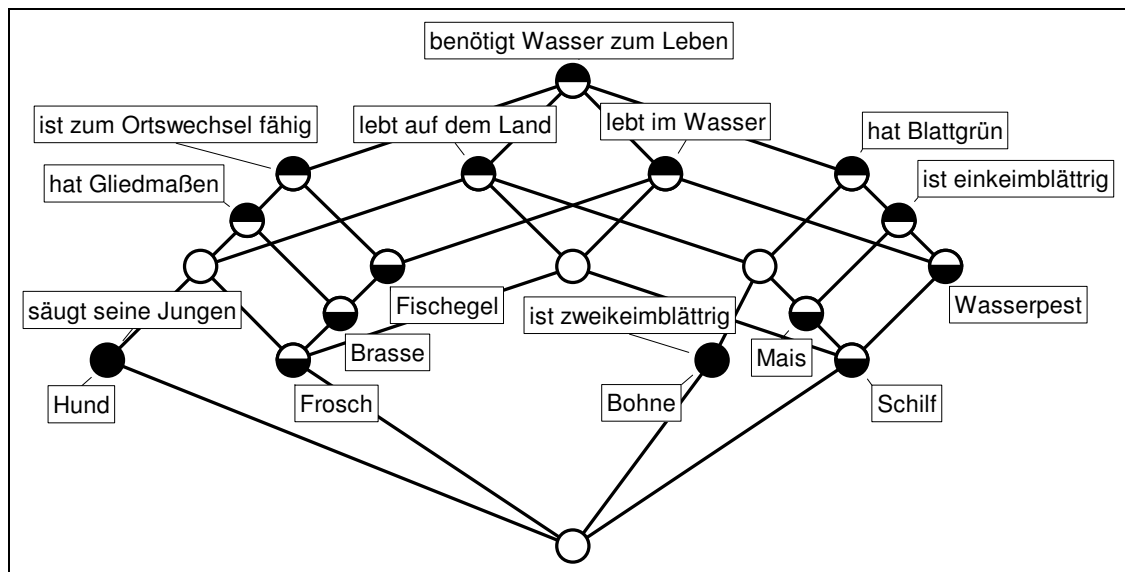 benötigt Wasser zum Leben
ist zum Ortswechsel fähig
lebt auf dem Land
lebt im Wasser
hat Blattgrün
hat Gliedmaßen
ist einkeimblättrig
säugt seine Jungen
Fischegel
ist zweikeimblättrig
Wasserpest
Brasse
Mais
Hund
Frosch
Bohne
Schilf